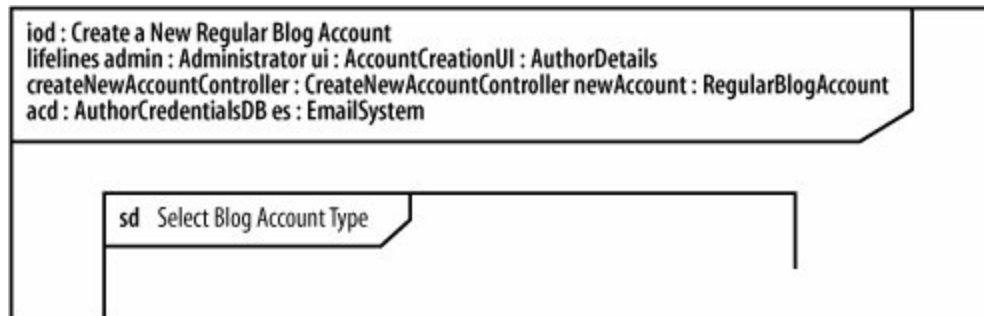 iod : Create a New Regular Blog Account
lifelines admin : Administrator ui : AccountCreationUI : AuthorDetails
createNewAccountController : CreateNewAccountController newAccount : RegularBlogAccount
acd : AuthorCredentialsDB es : EmailSystem
sd Select Blog Account Type